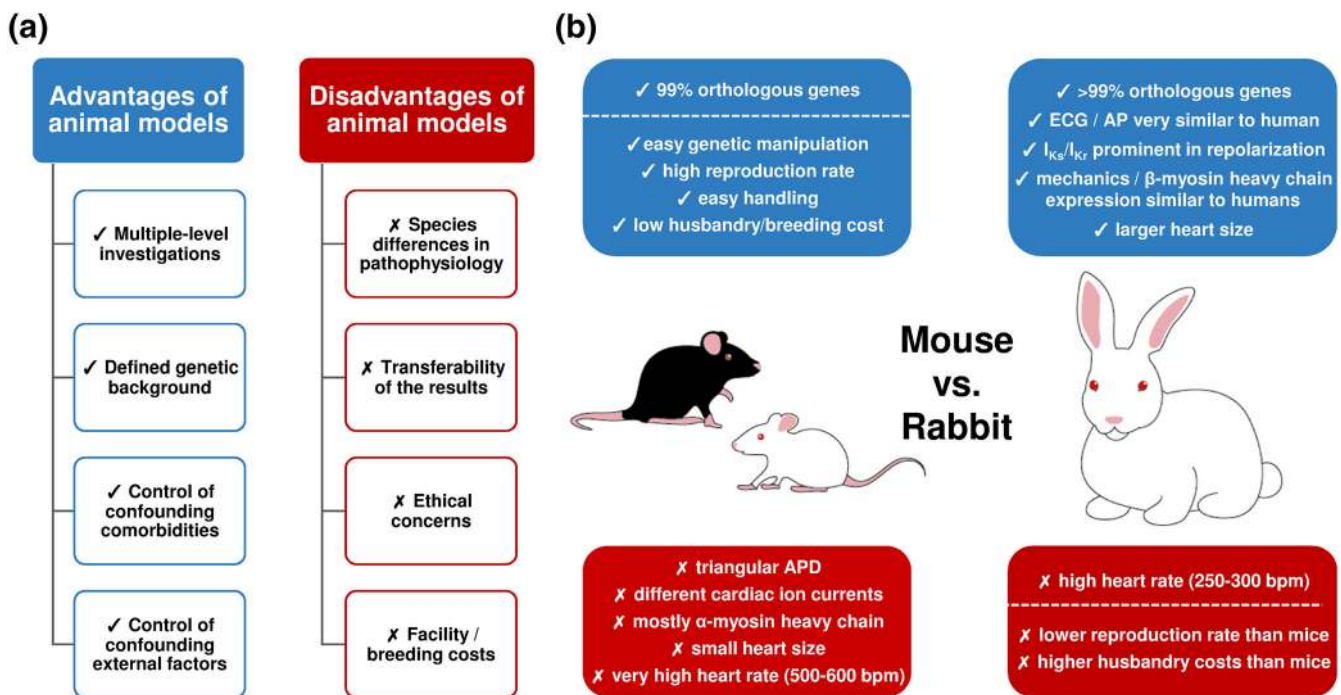 (a)
Advantages of
animal models
✓ Multiple-level
investigations
✓ Defined genetic
background
✓ Control of
confounding
comorbidities
✓ Control of
confounding
external factors
Disadvantages of
animal models
✗ Species
differences in
pathophysiology
✗ Transferability
of the results
✗ Ethical
concerns
✗ Facility /
breeding costs
(b)
✓ 99% orthologous genes
✓easy genetic manipulation
✓ high reproduction rate
✓ easy handling
✓ low husbandry/breeding cost
✓ >99% orthologous genes
✓ ECG / AP very similar to human
✓ IKs/IKr prominent in repolarization
✓ mechanics / β-myosin heavy chain
expression similar to humans
✓ larger heart size
Mouse
vs.
Rabbit
✗ triangular APD
✗ different cardiac ion currents
✗ mostly α-myosin heavy chain
✗ small heart size
✗ very high heart rate (500-600 bpm)
✗ high heart rate (250-300 bpm)
✗ lower reproduction rate than mice
✗ higher husbandry costs than mice